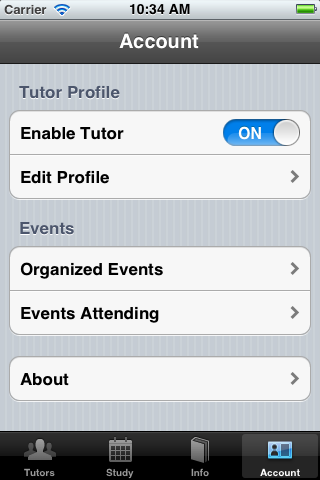 Carrier 10:34 AM
Account
Tutor Profile
Enable Tutor ON
Edit Profile
Events
Organized Events
Events Attending
About
Tutors Study Info Account